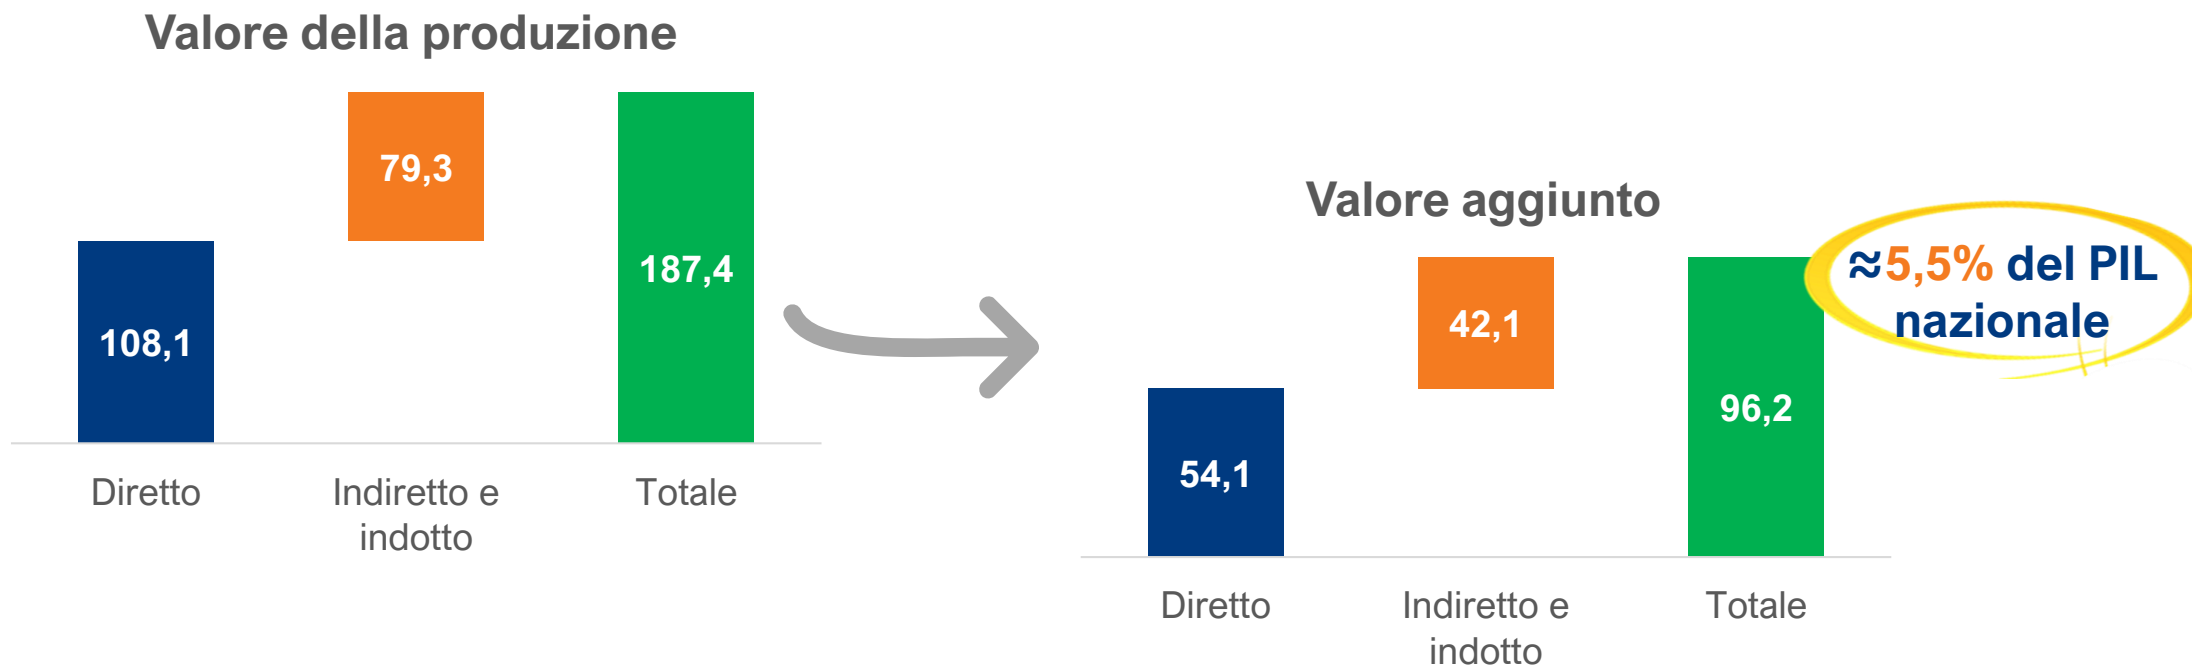 Valore della produzione
79,3
187,4
108,1
Diretto
Indiretto e
indotto
Totale
Valore aggiunto
≈5,5% del PIL
nazionale
42,1
96,2
54,1
Diretto
Indiretto e
indotto
Totale